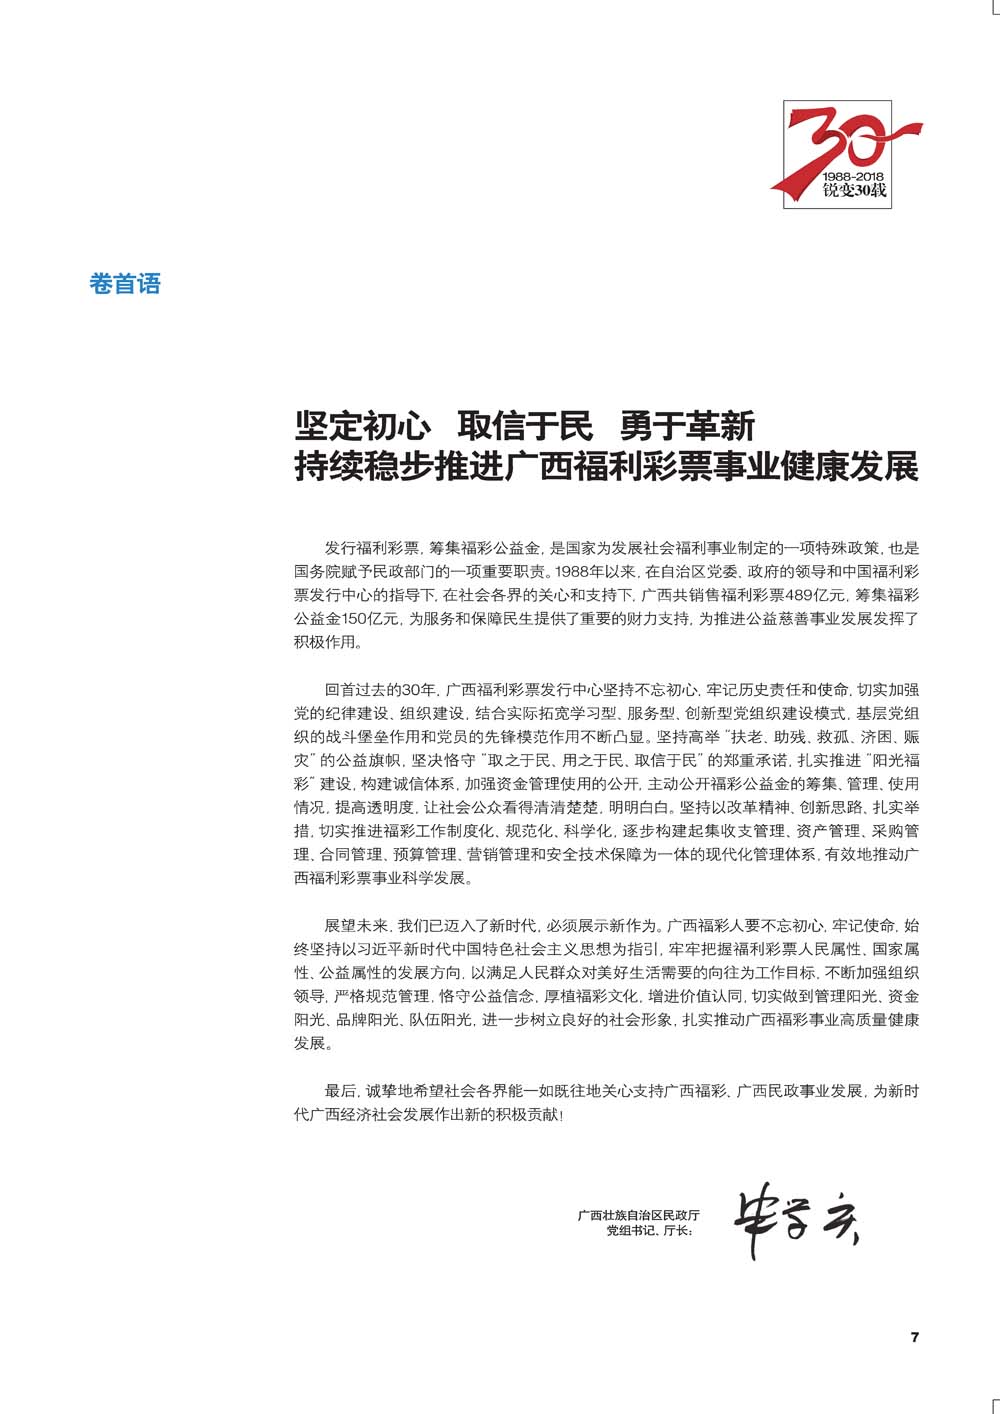 30
1988-2018
锐变30载
卷首语
坚定初心 取信于民 勇于革新
持续稳步推进广西福利彩票事业健康发展
发行福利彩票，筹集福彩公益金，是国家为发展社会福利事业制定的一项特殊政策，也是
国务院赋予民政部门的一项重要职责。1988年以来，在自治区党委、政府的领导和中国福利彩
票发行中心的指导下，在社会各界的关心和支持下，广西共销售福利彩票489亿元，筹集福彩
公益金150亿元，为服务和保障民生提供了重要的财力支持，为推进公益慈善事业发展发挥了
积极作用。
回首过去的30年，广西福利彩票发行中心坚持不忘初心，牢记历史责任和使命，切实加强
党的纪律建设、组织建设，结合实际拓宽学习型、服务型、创新型党组织建设模式，基层党组
织的战斗堡垒作用和党员的先锋模范作用不断凸显。坚持高举“扶老、助残、救孤、济困、赈
灾”的公益旗帜，坚决恪守“取之于民、用之于民、取信于民”的郑重承诺，扎实推进“阳光福
彩”建设，构建诚信体系，加强资金管理使用的公开，主动公开福彩公益金的筹集、管理、使用
情况，提高透明度，让社会公众看得清清楚楚，明明白白。坚持以改革精神、创新思路、扎实举
措，切实推进福彩工作制度化、规范化、科学化，逐步构建起集收支管理、资产管理、采购管
理、合同管理、预算管理、营销管理和安全技术保障为一体的现代化管理体系，有效地推动广
西福利彩票事业科学发展。
展望未来，我们已迈入了新时代，必须展示新作为。广西福彩人要不忘初心，牢记使命，始
终坚持以习近平新时代中国特色社会主义思想为指引，牢牢把握福利彩票人民属性、国家属
性、公益属性的发展方向，以满足人民群众对美好生活需要的向往为工作目标，不断加强组织
领导，严格规范管理，恪守公益信念，厚植福彩文化，增进价值认同，切实做到管理阳光、资金
阳光、品牌阳光、队伍阳光，进一步树立良好的社会形象，扎实推动广西福彩事业高质量健康
发展。
最后，诚挚地希望社会各界能一如既往地关心支持广西福彩、广西民政事业发展，为新时
代广西经济社会发展作出新的积极贡献！
广西壮族自治区民政厅
党组书记、厅长：
7